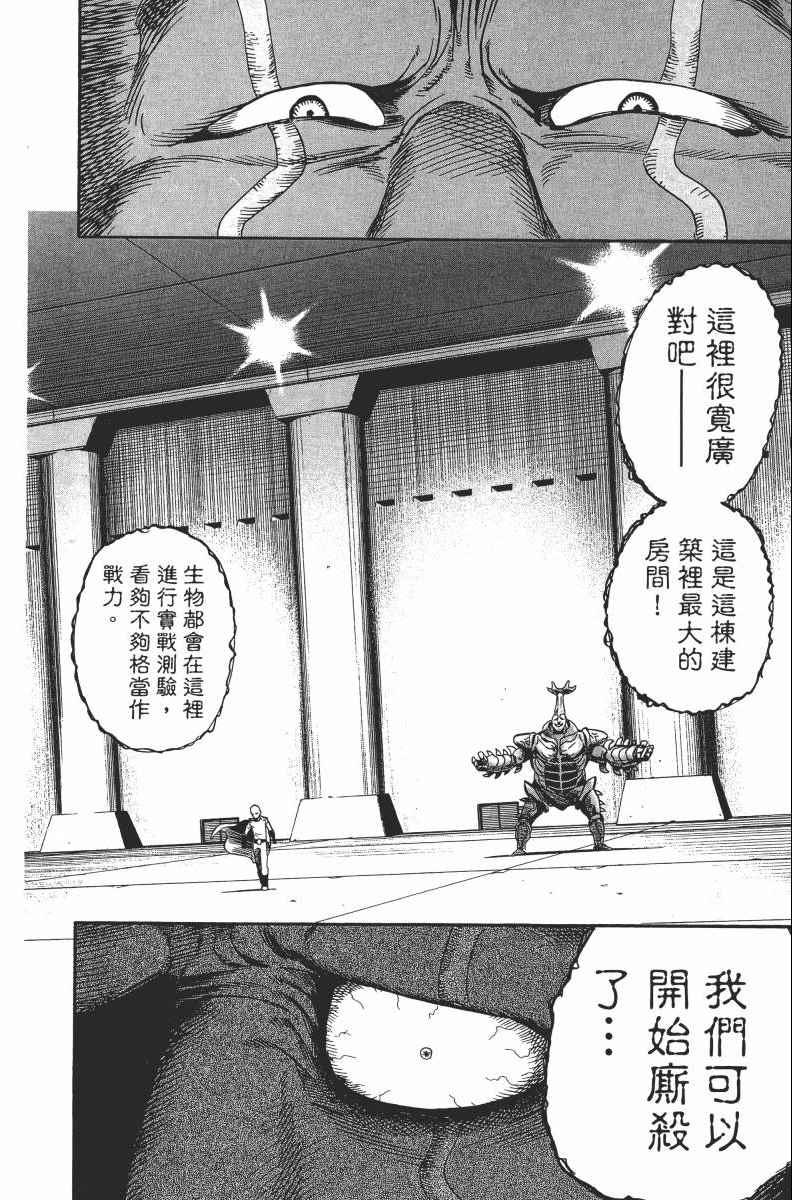 這裡很寬廣
對吧——
這是這棟建
築裡最大的
房間！
生物都會在這裡
進行實戰測驗，
看夠不夠格當作
戰力。
我們可以
開始廝殺
了…